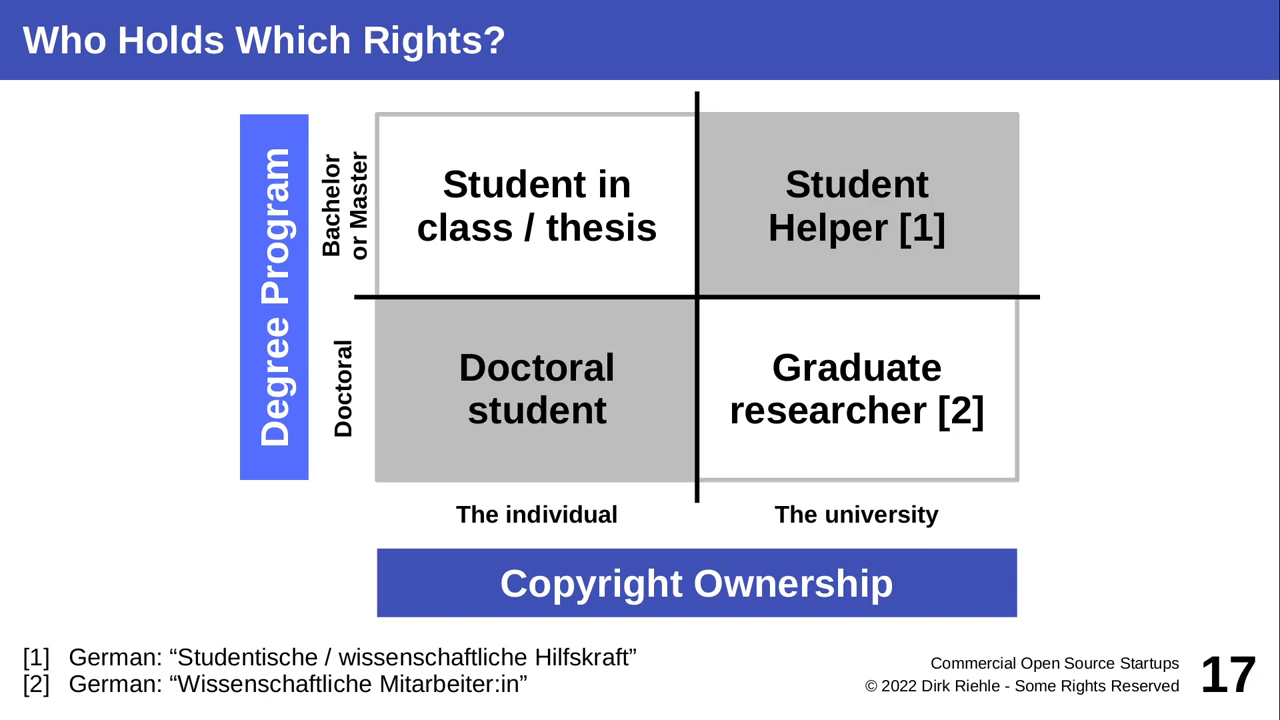 Who Holds Which Rights?
Degree Program
Bachelor
or Master
Student in
class / thesis
Student
Helper [1]
Doctoral
Doctoral
student
Graduate
researcher [2]
The individual
The university
Copyright Ownership
[1] German: “Studentische / wissenschaftliche Hilfskraft”
[2] German: “Wissenschaftliche Mitarbeiter:in”
Commercial Open Source Startups
© 2022 Dirk Riehle - Some Rights Reserved
17